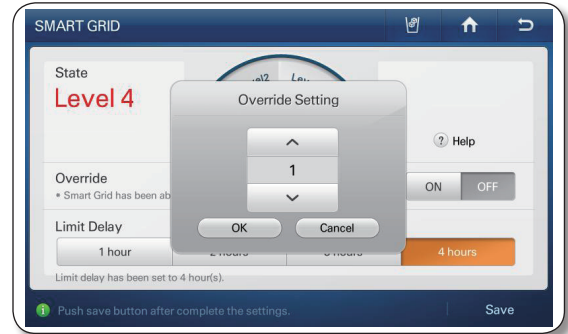 SMART GRID
State
Level 4
Override Setting
Help
1
Override
ON OFF
• Smart Grid has been ab
OK Cancel
Limit Delay
1 hour 4 hours
Limit delay has been set to 4 hour(s).
Push save button after complete the settings.
Save